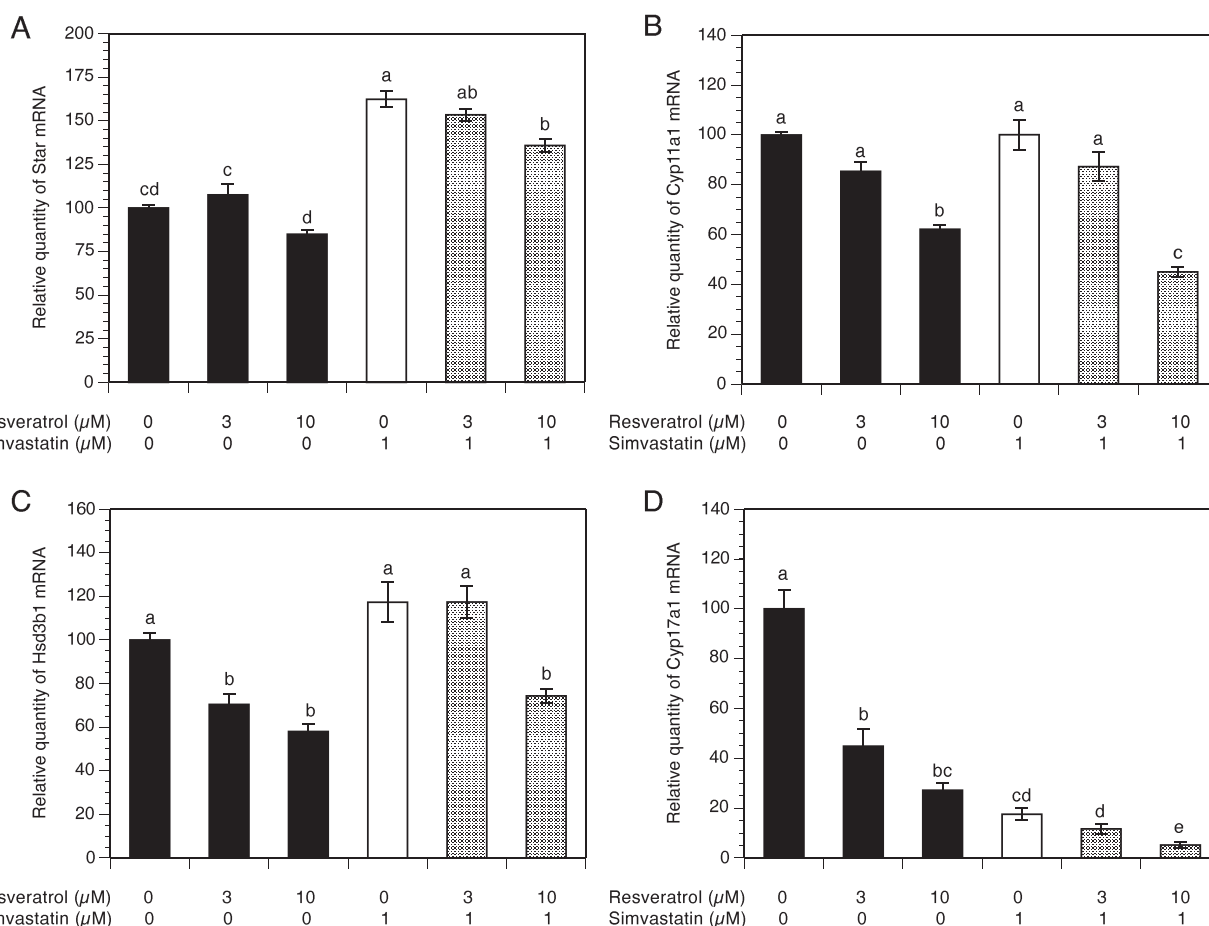 A
Relative quantity of Star mRNA
200
175
150
125
100
75
50
25
0
cd
c
d
a
ab
b
sveratrol (µM) 0 3 10 0 3 10
mvastatin (µM) 0 0 0 1 1 1
B
Relative quantity of Cyp11a1 mRNA
140
120
100
80
60
40
20
0
a
a
b
a
a
c
Resveratrol (µM) 0 3 10 0 3 10
Simvastatin (µM) 0 0 0 1 1 1
C
Relative quantity of Hsd3b1 mRNA
160
140
120
100
80
60
40
20
0
a
b
b
a
a
b
sveratrol (µM) 0 3 10 0 3 10
mvastatin (µM) 0 0 0 1 1 1
D
Relative quantity of Cyp17a1 mRNA
140
120
100
80
60
40
20
0
a
b
bc
cd
d
e
Resveratrol (µM) 0 3 10 0 3 10
Simvastatin (µM) 0 0 0 1 1 1